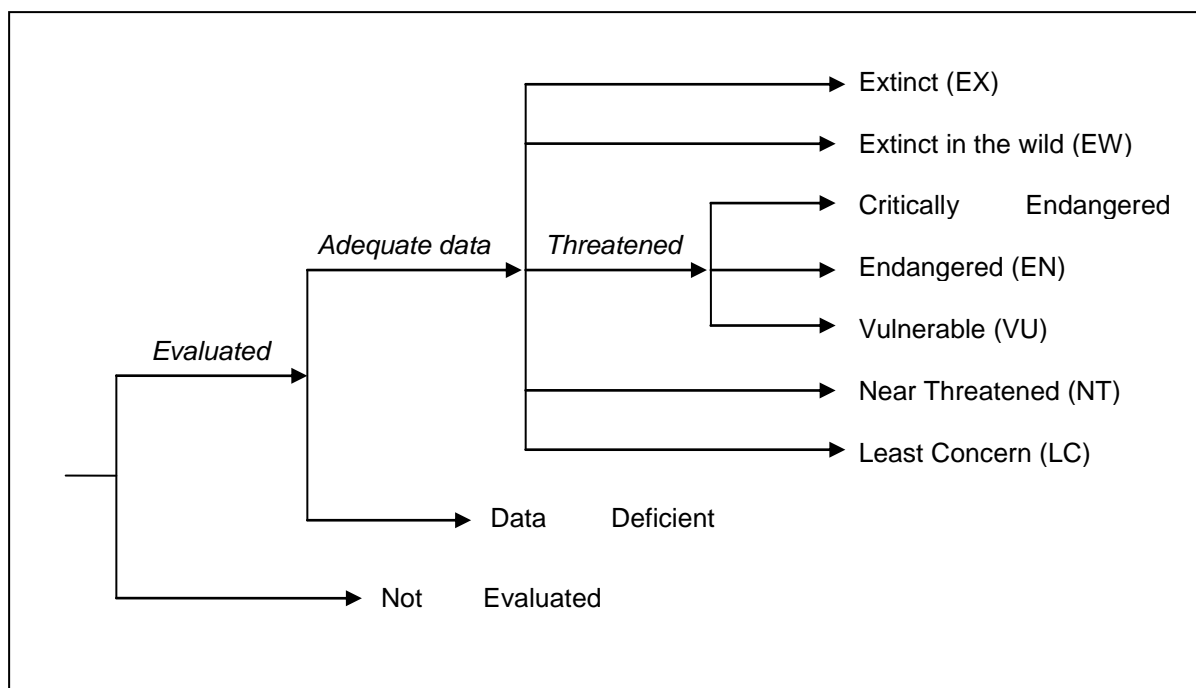 Extinct (EX)
Extinct in the wild (EW)
Critically Endangered
Adequate data
Threatened
Endangered (EN)
Vulnerable (VU)
Evaluated
Near Threatened (NT)
Least Concern (LC)
Data Deficient
Not Evaluated